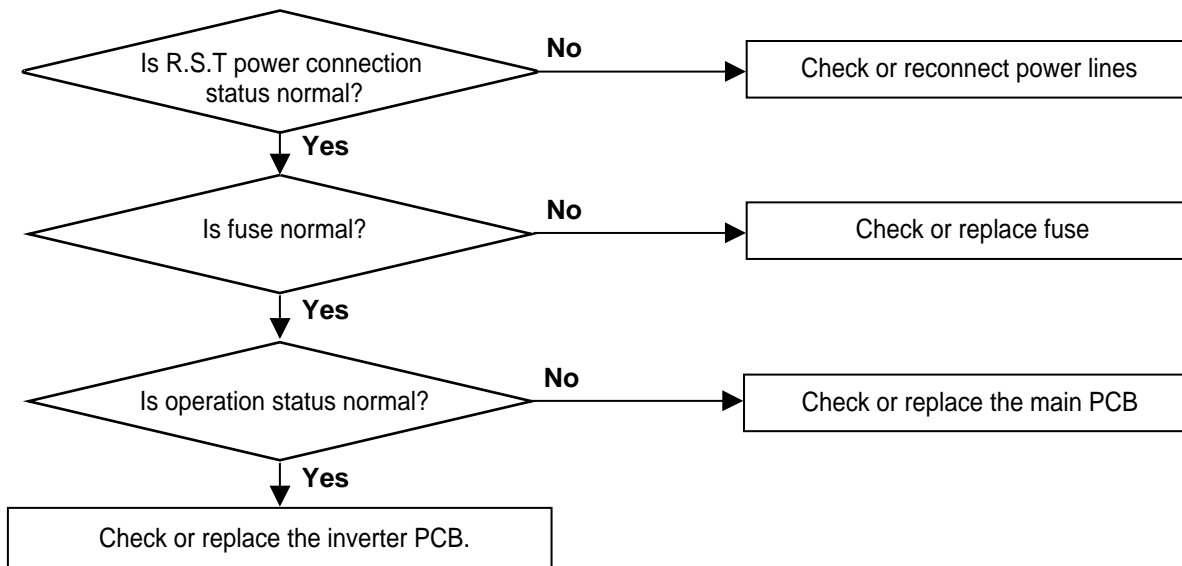 Is R.S.T power connection
status normal?
No
Check or reconnect power lines
Yes
Is fuse normal?
No
Check or replace fuse
Yes
Is operation status normal?
No
Check or replace the main PCB
Yes
Check or replace the inverter PCB.